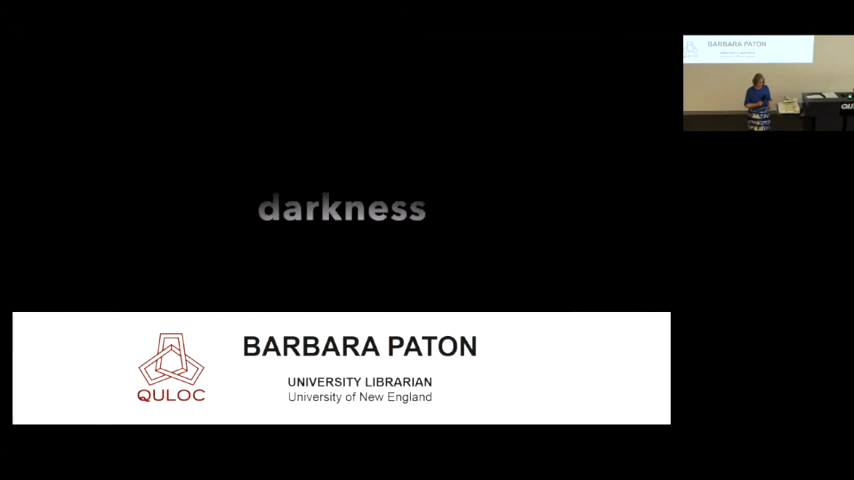 darkness
BARBARA PATON
UNIVERSITY LIBRARIAN
University of New England
QULOC
BARBARA PATON